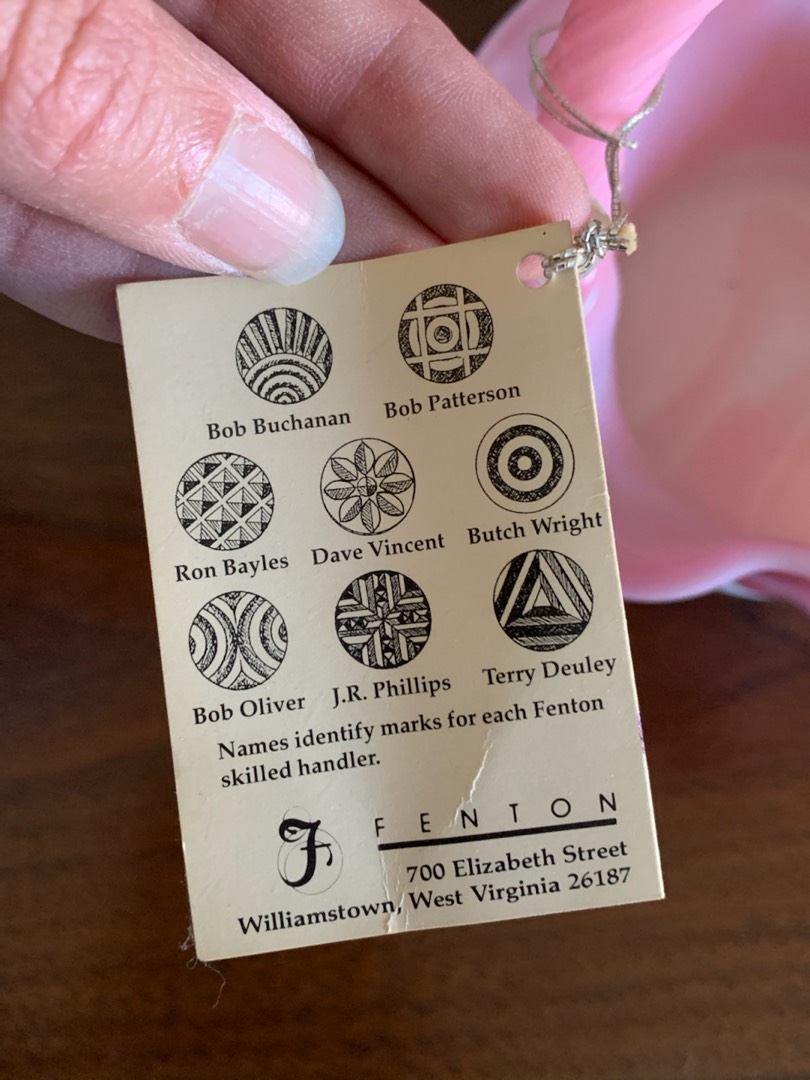 Bob Buchanan
Bob Patterson
Ron Bayles
Dave Vincent
Butch Wright
Bob Oliver
J.R. Phillips
Terry Deuley
Names identify marks for each Fenton
skilled handler.
F FENTON
700 Elizabeth Street
Williamstown, West Virginia 26187